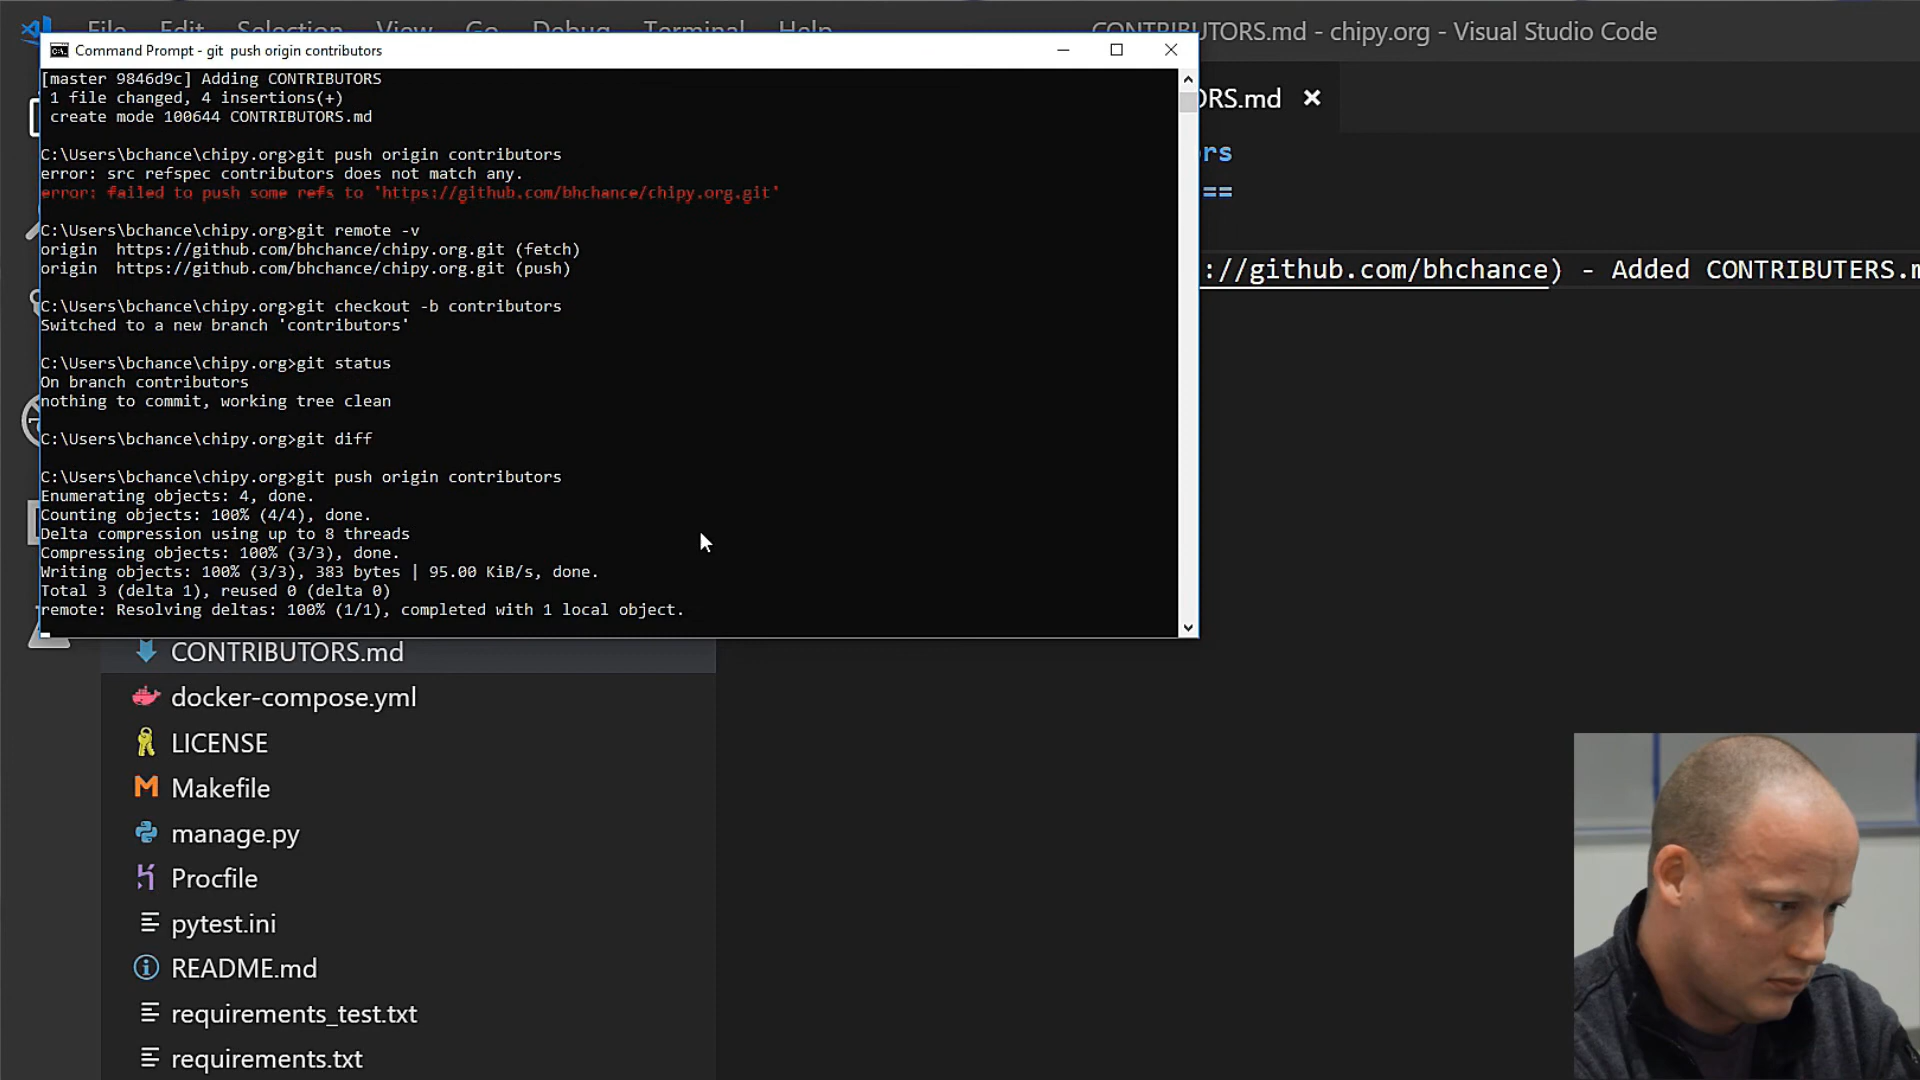 File Edit Selection View Go Debug Terminal Help
CONTRIBUTORS.md - chipy.org - Visual Studio Code
Command Prompt - git push origin contributors
[master 9846d9c] Adding CONTRIBUTORS
1 file changed, 4 insertions(+)
create mode 100644 CONTRIBUTORS.md
C:\Users\bchance\chipy.org>git push origin contributors
error: src refspec contributors does not match any.
error: failed to push some refs to 'https://github.com/bhchance/chipy.org.git'
C:\Users\bchance\chipy.org>git remote -v
origin https://github.com/bhchance/chipy.org.git (fetch)
origin https://github.com/bhchance/chipy.org.git (push)
C:\Users\bchance\chipy.org>git checkout -b contributors
Switched to a new branch 'contributors'
C:\Users\bchance\chipy.org>git status
On branch contributors
nothing to commit, working tree clean
C:\Users\bchance\chipy.org>git diff
C:\Users\bchance\chipy.org>git push origin contributors
Enumerating objects: 4, done.
Counting objects: 100% (4/4), done.
Delta compression using up to 8 threads
Compressing objects: 100% (3/3), done.
Writing objects: 100% (3/3), 383 bytes | 95.00 KiB/s, done.
Total 3 (delta 1), reused 0 (delta 0)
remote: Resolving deltas: 100% (1/1), completed with 1 local object.
ORS.md
rs
==
://github.com/bhchance) - Added CONTRIBUTERS.m
CONTRIBUTORS.md
docker-compose.yml
LICENSE
Makefile
manage.py
Procfile
pytest.ini
README.md
requirements_test.txt
requirements.txt